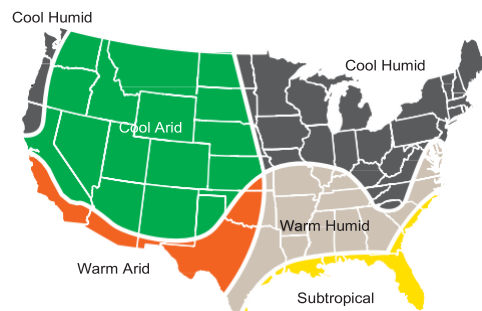 Cool Humid
Cool Humid
Cool Arid
Warm Humid
Warm Arid
Subtropical